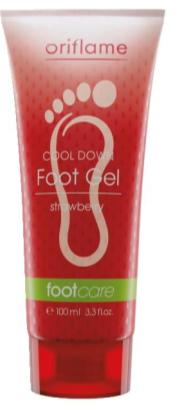 oriflame
COOL DOWN
Foot Gel
strawberry
footcare
e 100 ml 3.3 fl.oz.